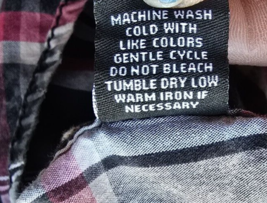 MACHINE WASH
COLD WITH
LIKE COLORS
GENTLE CYCLE
DO NOT BLEACH
TUMBLE DRY LOW
WARM IRON IF
NECESSARY